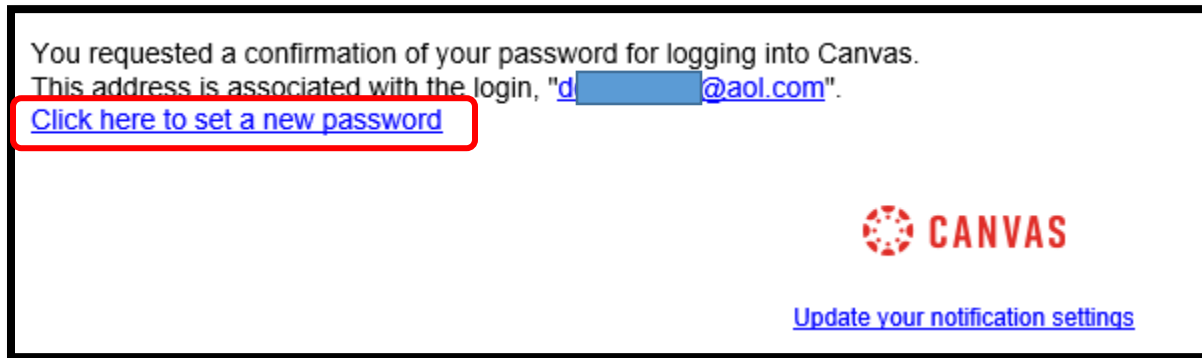 You requested a confirmation of your password for logging into Canvas.
This address is associated with the login, "d @aol.com".
Click here to set a new password
CANVAS
Update your notification settings